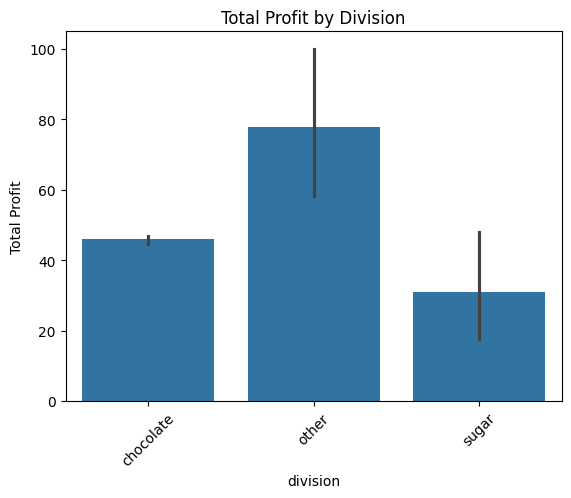 Total Profit by Division
Total Profit
100
80
60
40
20
0
chocolate
other
sugar
division